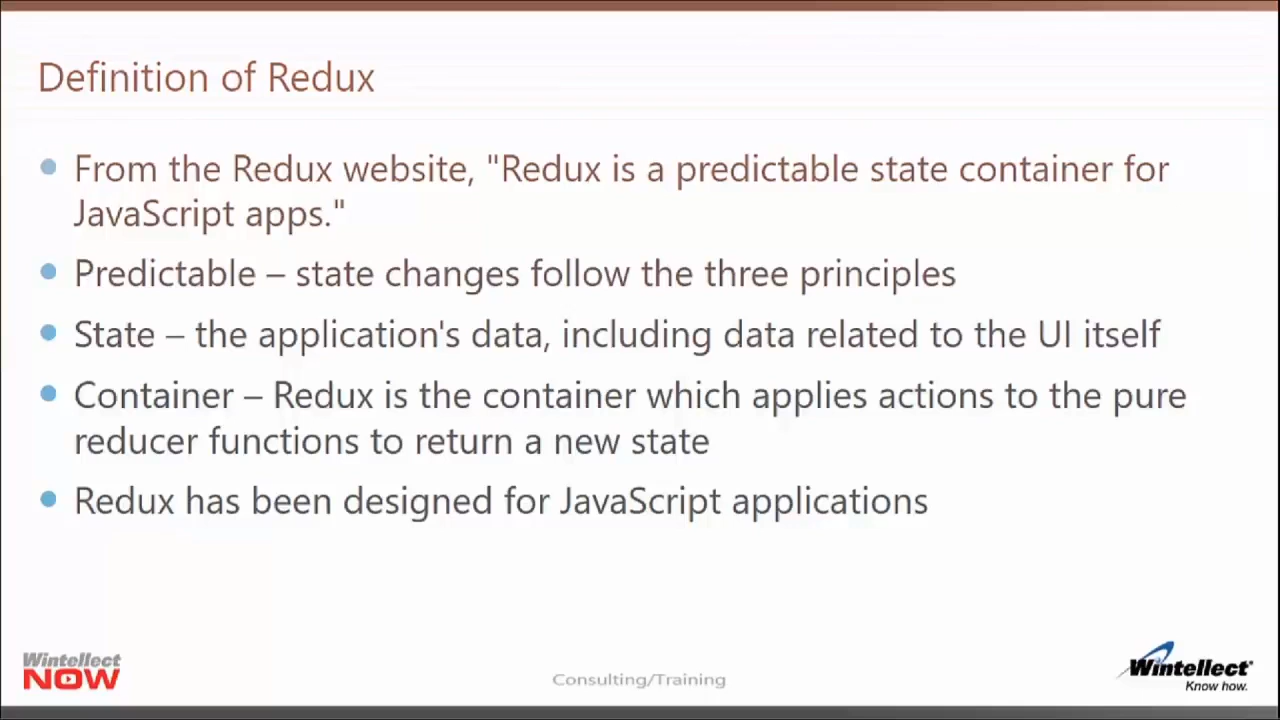 Definition of Redux
From the Redux website, "Redux is a predictable state container for
JavaScript apps."
Predictable – state changes follow the three principles
State – the application's data, including data related to the UI itself
Container – Redux is the container which applies actions to the pure
reducer functions to return a new state
Redux has been designed for JavaScript applications
Wintellect
NOW
Consulting/Training
Wintellect
Know how.